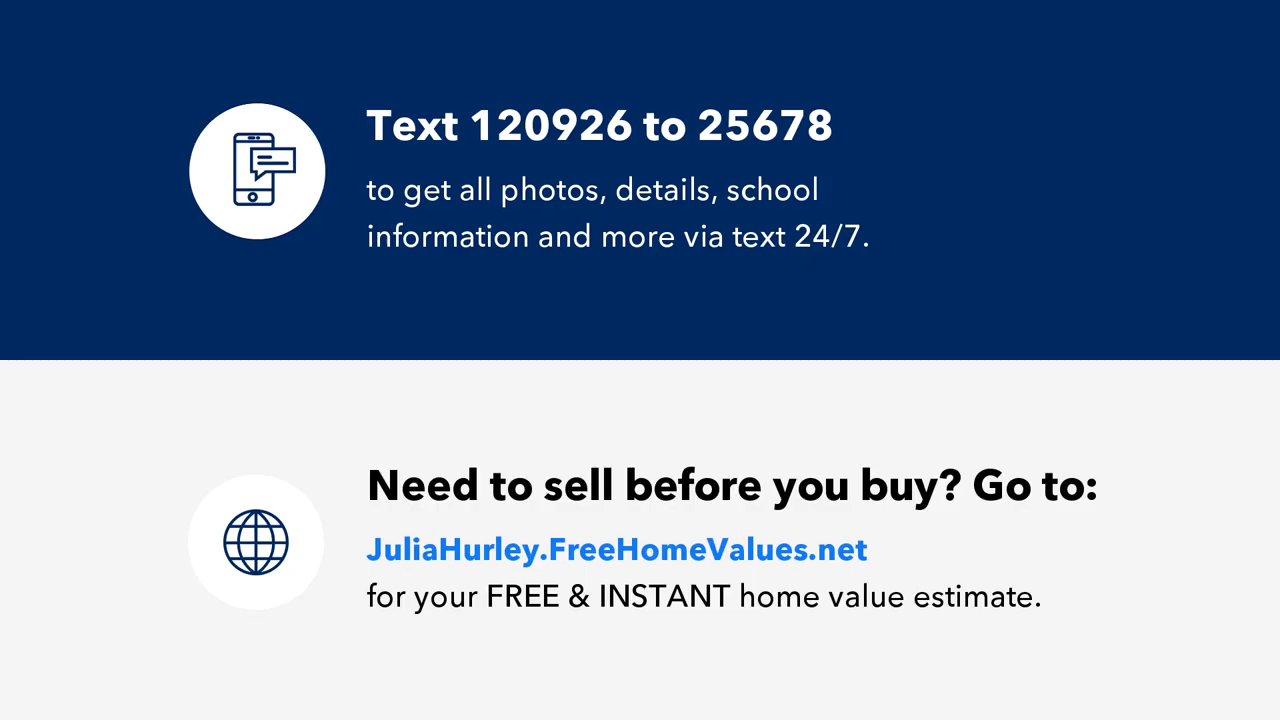 Text 120926 to 25678
to get all photos, details, school
information and more via text 24/7.
Need to sell before you buy? Go to:
JuliaHurley.FreeHomeValues.net
for your FREE & INSTANT home value estimate.